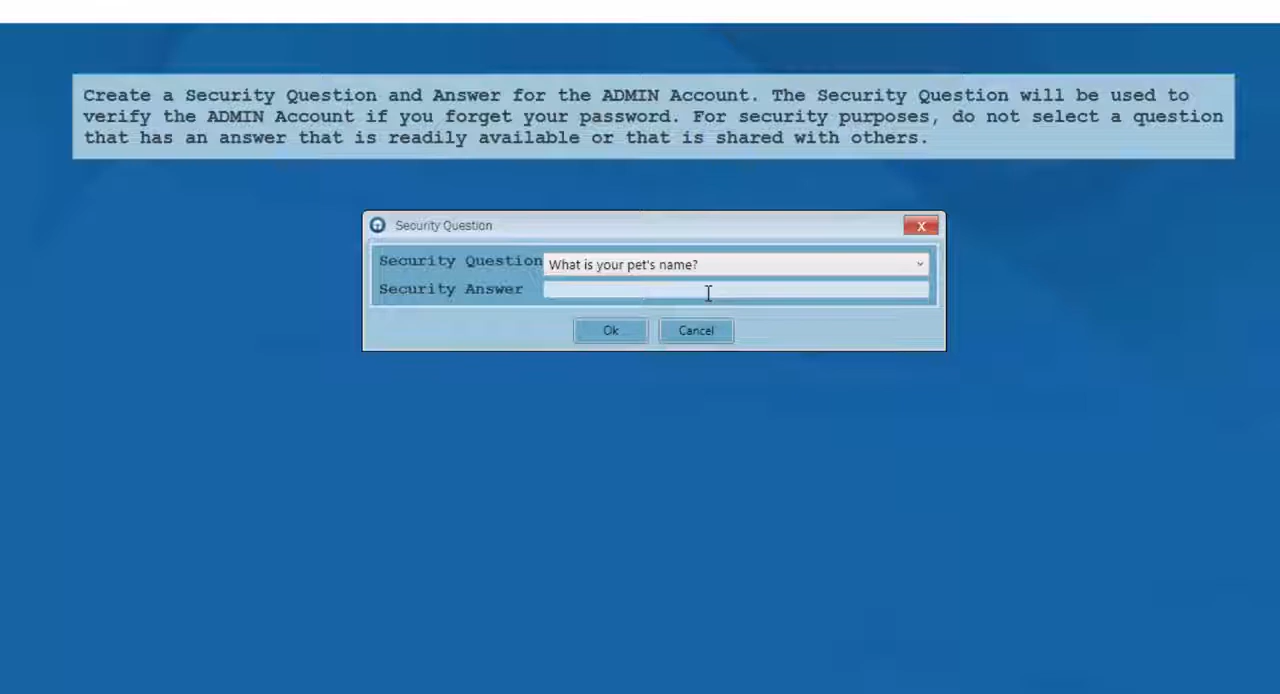 Create a Security Question and Answer for the ADMIN Account. The Security Question will be used to
verify the ADMIN Account if you forget your password. For security purposes, do not select a question
that has an answer that is readily available or that is shared with others.
Security Question
X
Security Question What is your pet's name?
Security Answer
Ok Cancel